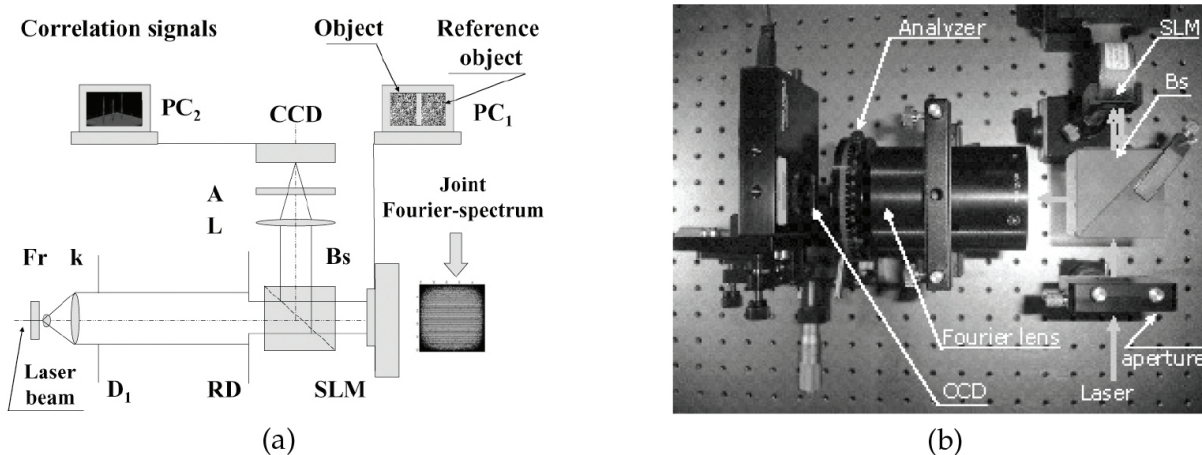 Correlation signals
Object
Reference
object
PC2
CCD
PC1
A
L
Joint
Fourier-spectrum
Fr
k
Bs
Laser
beam
D1
RD
SLM
(a)
Analyzer
SLM
Bs
Fourier lens
CCD
aperture
Laser
(b)